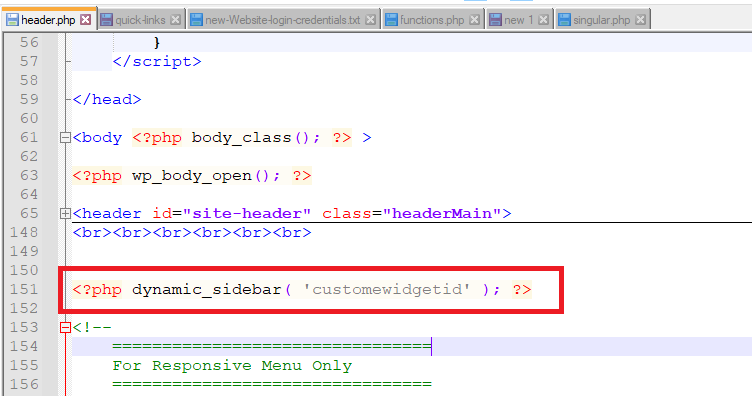 header.php quick-links new-Website-login-credentials.txt functions.php new 1 singular.php
56 }
57 </script>
58
59 </head>
60
61 <body <?php body_class(); ?> >
62
63 <?php wp_body_open(); ?>
64
65 <header id="site-header" class="headerMain">
148 <br><br><br><br><br><br>
149
150
151 <?php dynamic_sidebar( 'customewidgetid' ); ?>
152
153 <!--
154 ================================
155 For Responsive Menu Only
156 ================================